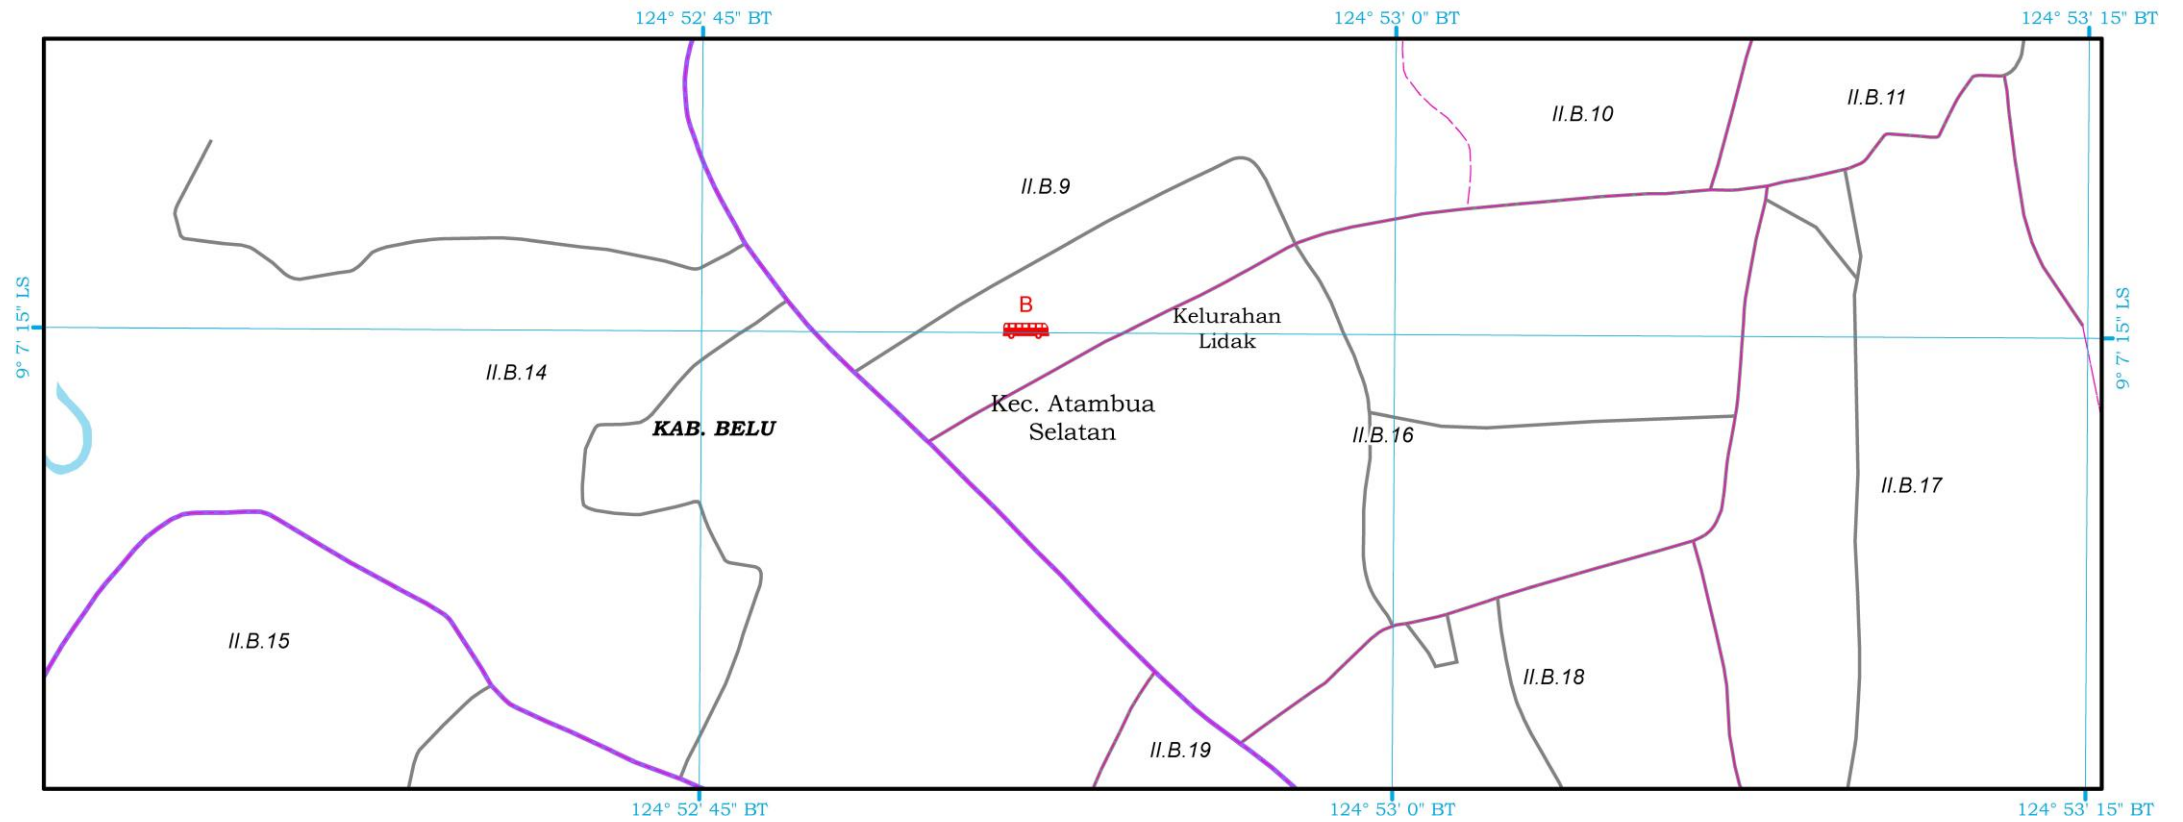 124° 52' 45" BT
124° 53' 0" BT
124° 53' 15" BT
II.B.10
II.B.11
II.B.9
9° 7' 15" LS
B
Kelurahan
Lidak
9° 7' 15" LS
II.B.14
KAB. BELU
Kec. Atambua
Selatan
II.B.16
II.B.17
II.B.15
II.B.18
II.B.19
124° 52' 45" BT
124° 53' 0" BT
124° 53' 15" BT